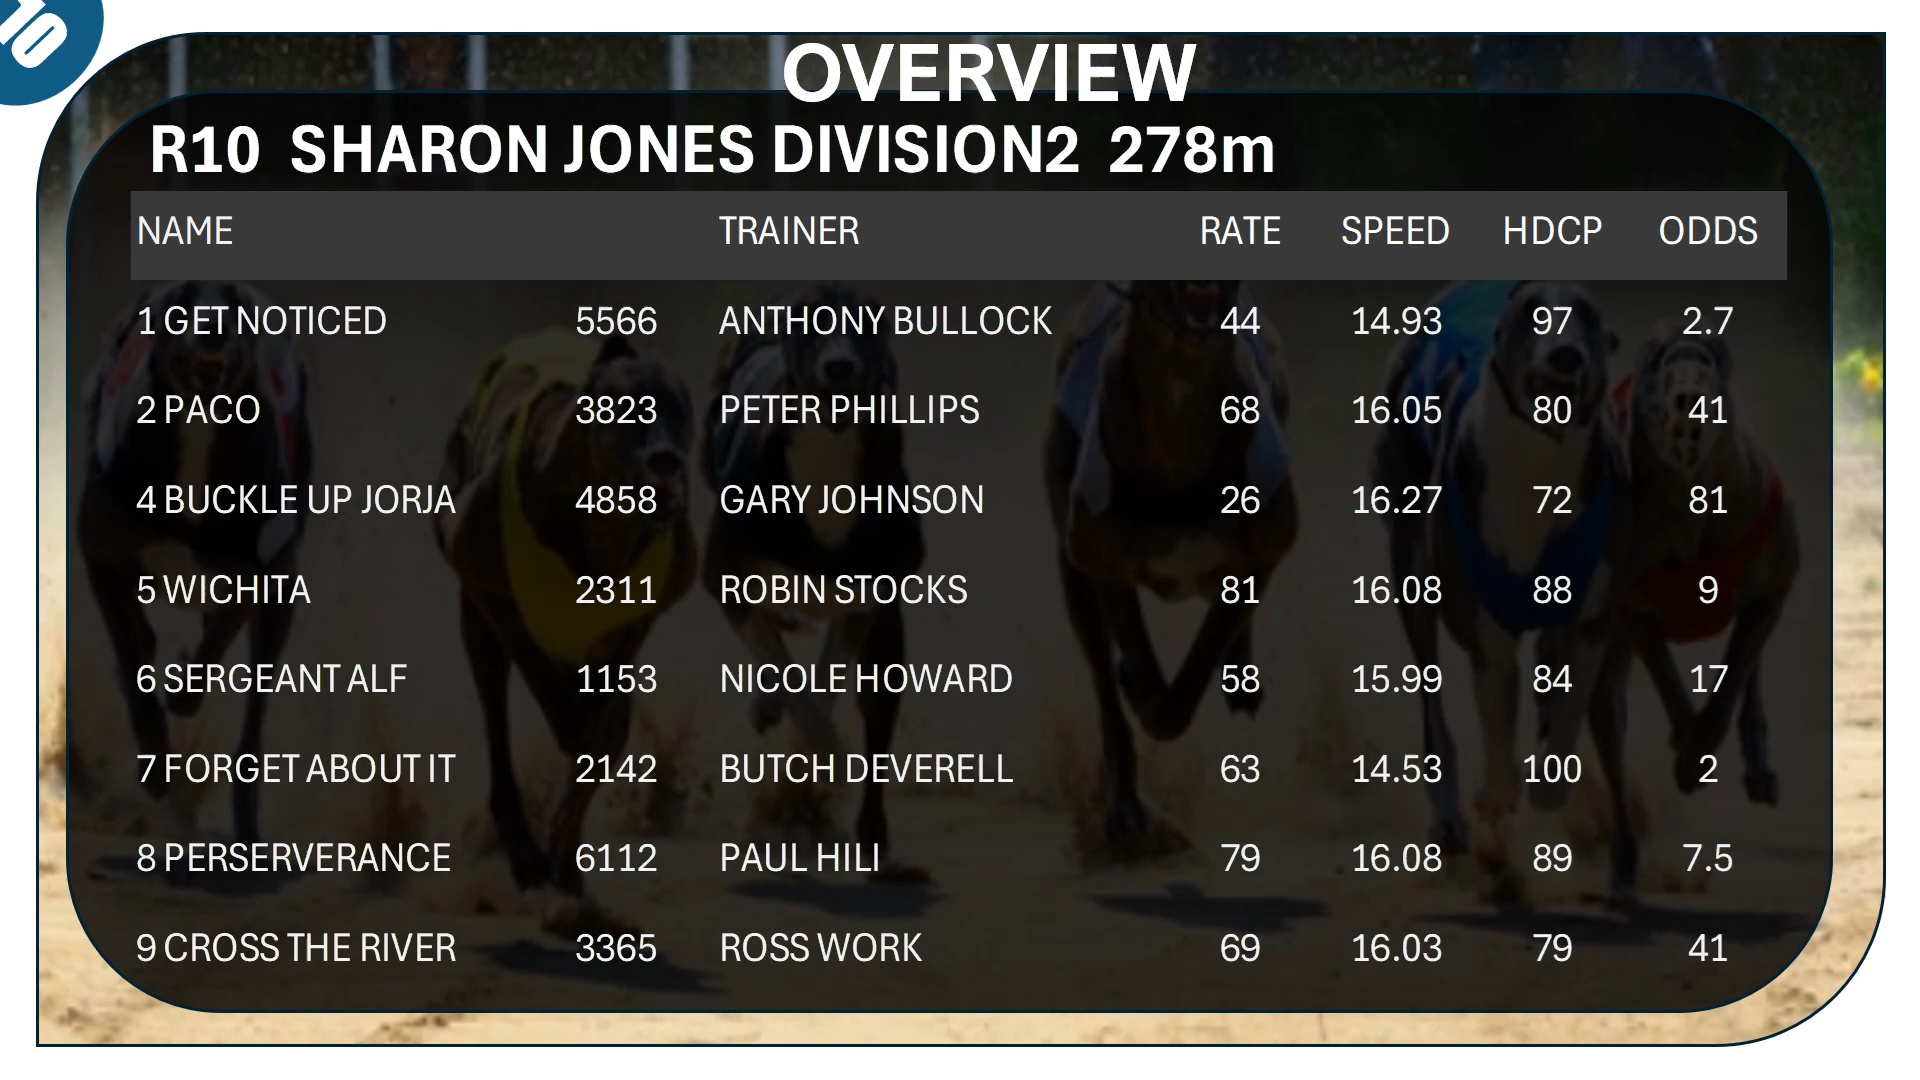 10
OVERVIEW
R10 SHARON JONES DIVISION2 278m
NAME TRAINER RATE SPEED HDCP ODDS
1 GET NOTICED 5566 ANTHONY BULLOCK 44 14.93 97 2.7
2 PACO 3823 PETER PHILLIPS 68 16.05 80 41
4 BUCKLE UP JORJA 4858 GARY JOHNSON 26 16.27 72 81
5 WICHITA 2311 ROBIN STOCKS 81 16.08 88 9
6 SERGEANT ALF 1153 NICOLE HOWARD 58 15.99 84 17
7 FORGET ABOUT IT 2142 BUTCH DEVERELL 63 14.53 100 2
8 PERSERVERANCE 6112 PAUL HILI 79 16.08 89 7.5
9 CROSS THE RIVER 3365 ROSS WORK 69 16.03 79 41